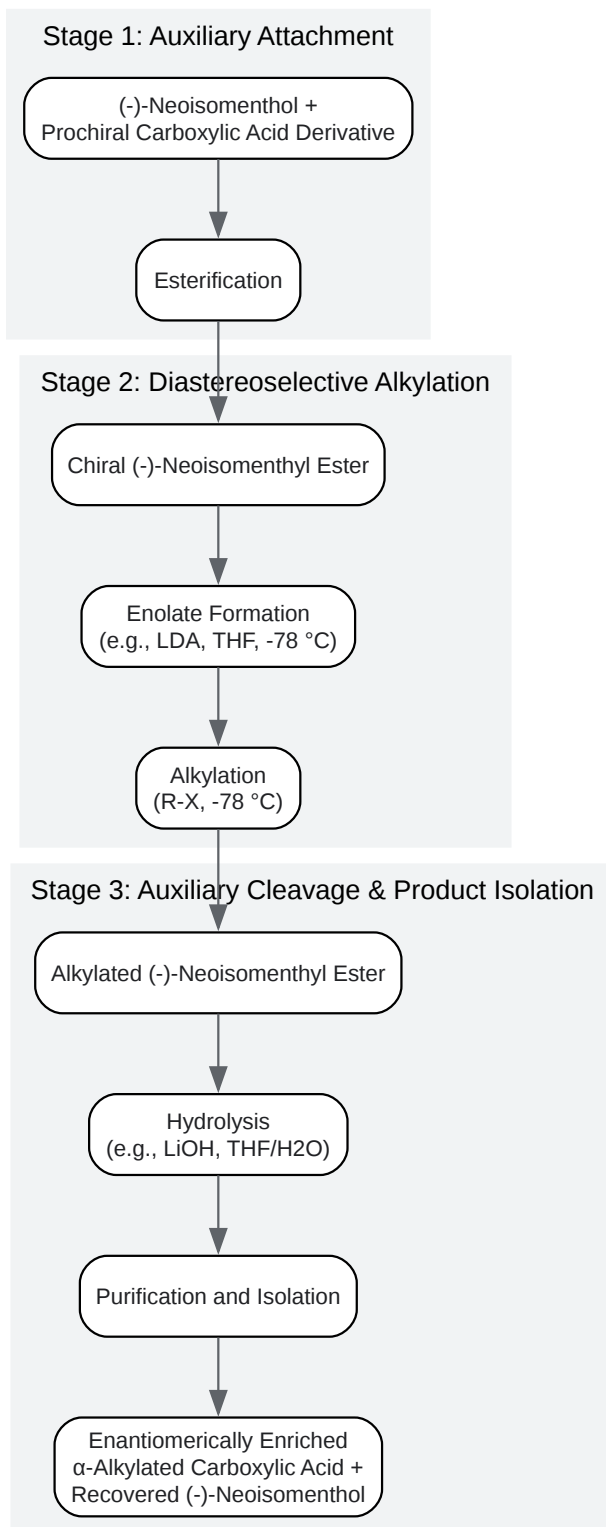 Stage 1: Auxiliary Attachment
(-)-Neoisomenthol +
Prochiral Carboxylic Acid Derivative
Esterification
Stage 2: Diastereoselective Alkylation
Chiral (-)-Neoisomenthyl Ester
Enolate Formation
(e.g., LDA, THF, -78 °C)
Alkylation
(R-X, -78 °C)
Stage 3: Auxiliary Cleavage & Product Isolation
Alkylated (-)-Neoisomenthyl Ester
Hydrolysis
(e.g., LiOH, THF/H2O)
Purification and Isolation
Enantiomerically Enriched
α-Alkylated Carboxylic Acid +
Recovered (-)-Neoisomenthol